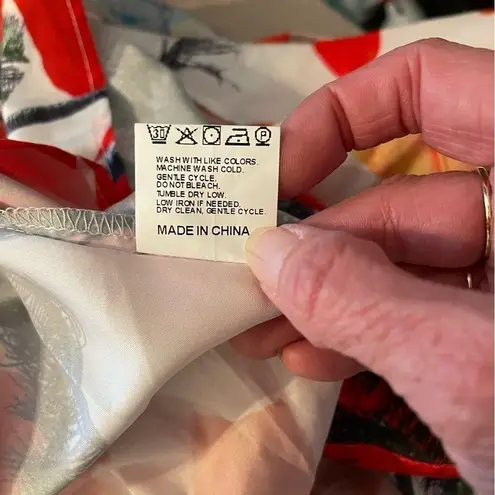 30 P
WASH WITH LIKE COLORS.
MACHINE WASH COLD.
GENTLE CYCLE.
DO NOT BLEACH.
TUMBLE DRY LOW.
LOW IRON IF NEEDED.
DRY CLEAN, GENTLE CYCLE.
MADE IN CHINA